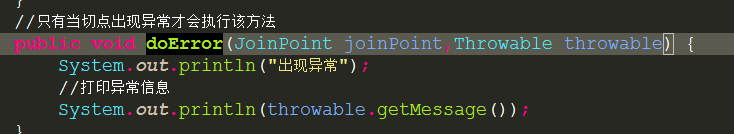 }
//只有当切点出现异常才会执行该方法
public void doError(JoinPoint joinPoint,Throwable throwable) {
System.out.println("出现异常");
//打印异常信息
System.out.println(throwable.getMessage());
}